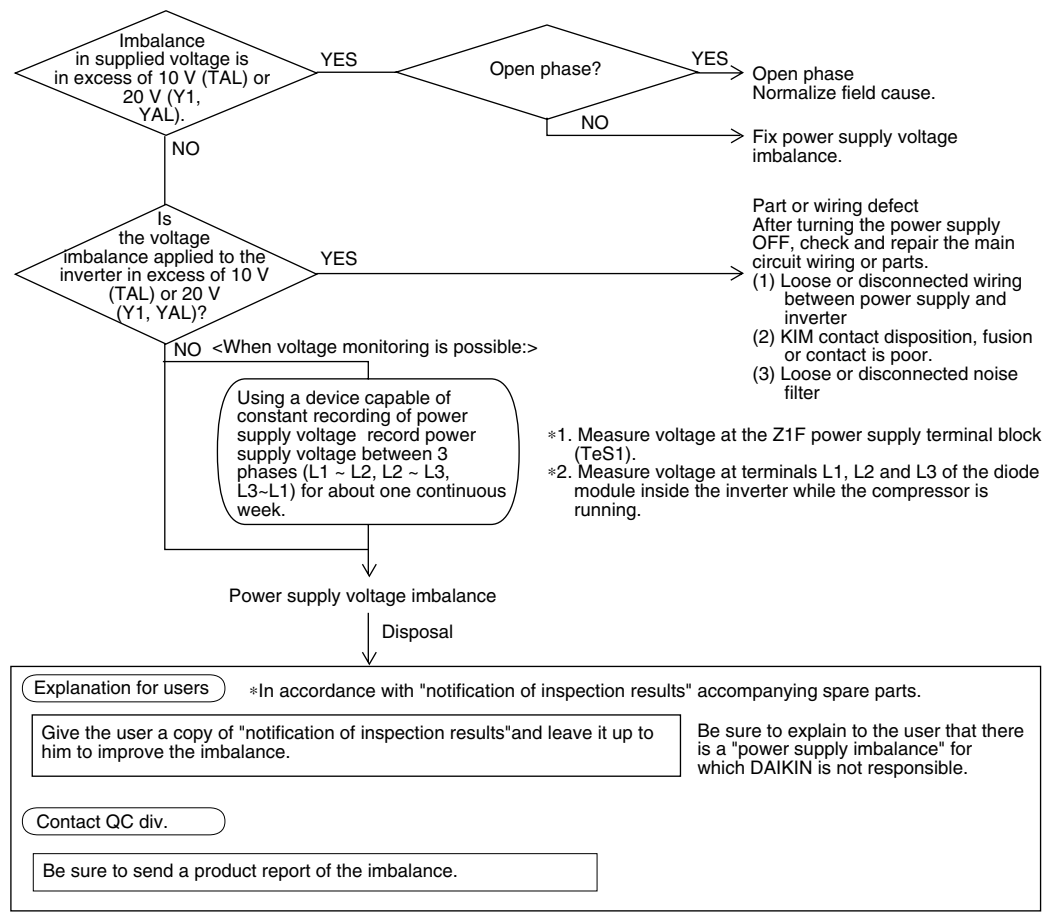 Imbalance
in supplied voltage is
in excess of 10 V (TAL) or
20 V (Y1,
YAL).
YES
Open phase?
YES
Open phase
Normalize field cause.
NO
Fix power supply voltage
imbalance.
NO
Is
the voltage
imbalance applied to the
inverter in excess of 10 V
(TAL) or 20 V
(Y1, YAL)?
YES
Part or wiring defect
After turning the power supply
OFF, check and repair the main
circuit wiring or parts.
(1) Loose or disconnected wiring
between power supply and
inverter
(2) KIM contact disposition, fusion
or contact is poor.
(3) Loose or disconnected noise
filter
NO <When voltage monitoring is possible:>
Using a device capable of
constant recording of power
supply voltage record power
supply voltage between 3
phases (L1 ~ L2, L2 ~ L3,
L3~L1) for about one continuous
week.
*1. Measure voltage at the Z1F power supply terminal block
(TeS1).
*2. Measure voltage at terminals L1, L2 and L3 of the diode
module inside the inverter while the compressor is
running.
Power supply voltage imbalance
Disposal
Explanation for users *In accordance with "notification of inspection results" accompanying spare parts.
Give the user a copy of "notification of inspection results"and leave it up to
him to improve the imbalance.
Be sure to explain to the user that there
is a "power supply imbalance" for
which DAIKIN is not responsible.
Contact QC div.
Be sure to send a product report of the imbalance.